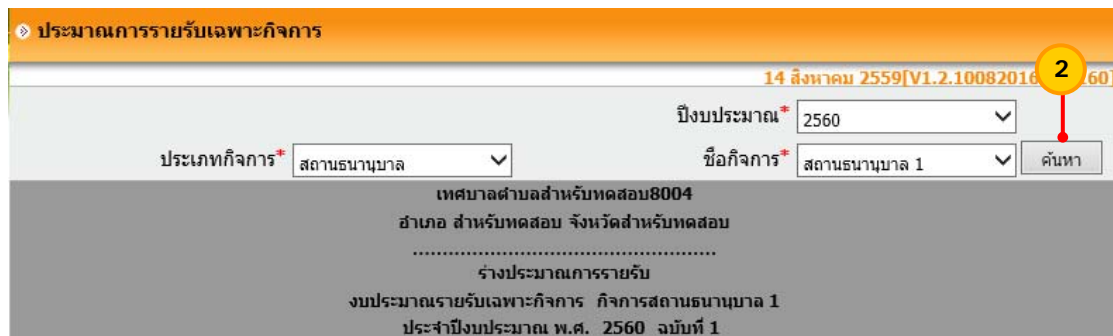 ประมาณการรายรับเฉพาะกิจการ
14 สิงหาคม 2559[V1.2.1008201 60]
2
ปีงบประมาณ* 2560
ประเภทกิจการ* สถานธนานุบาล ชื่อกิจการ* สถานธนานุบาล 1 ค้นหา
เทศบาลตำบลสำหรับทดสอบ8004
อำเภอ สำหรับทดสอบ จังหวัดสำหรับทดสอบ
....................................................
ร่างประมาณการรายรับ
งบประมาณรายรับเฉพาะกิจการ กิจการสถานธนานุบาล 1
ประจำปีงบประมาณ พ.ศ. 2560 ฉบับที่ 1